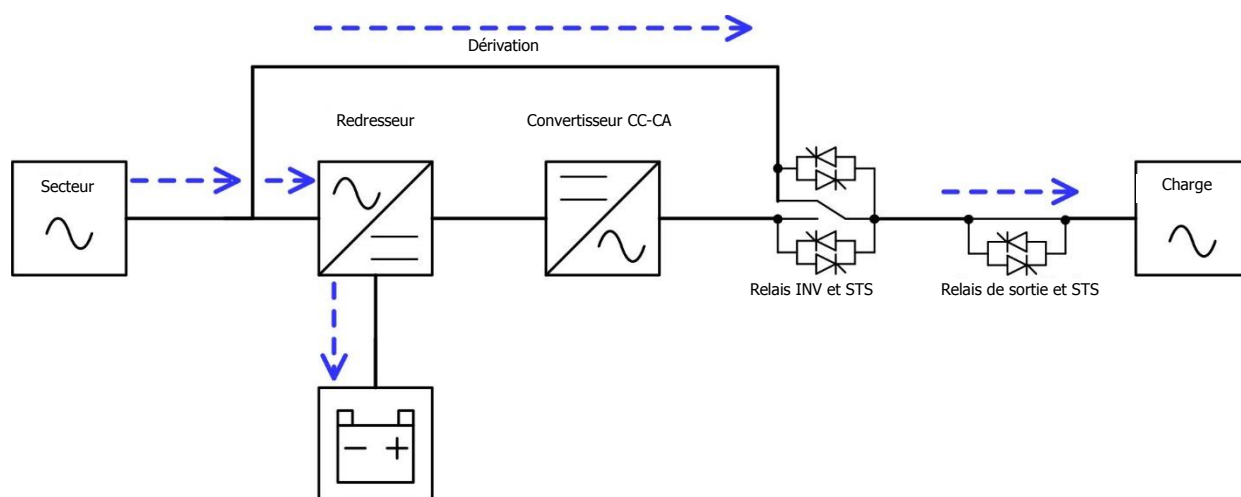 Dérivation
Redresseur
Convertisseur CC-CA
Secteur
Charge
Relais INV et STS
Relais de sortie et STS